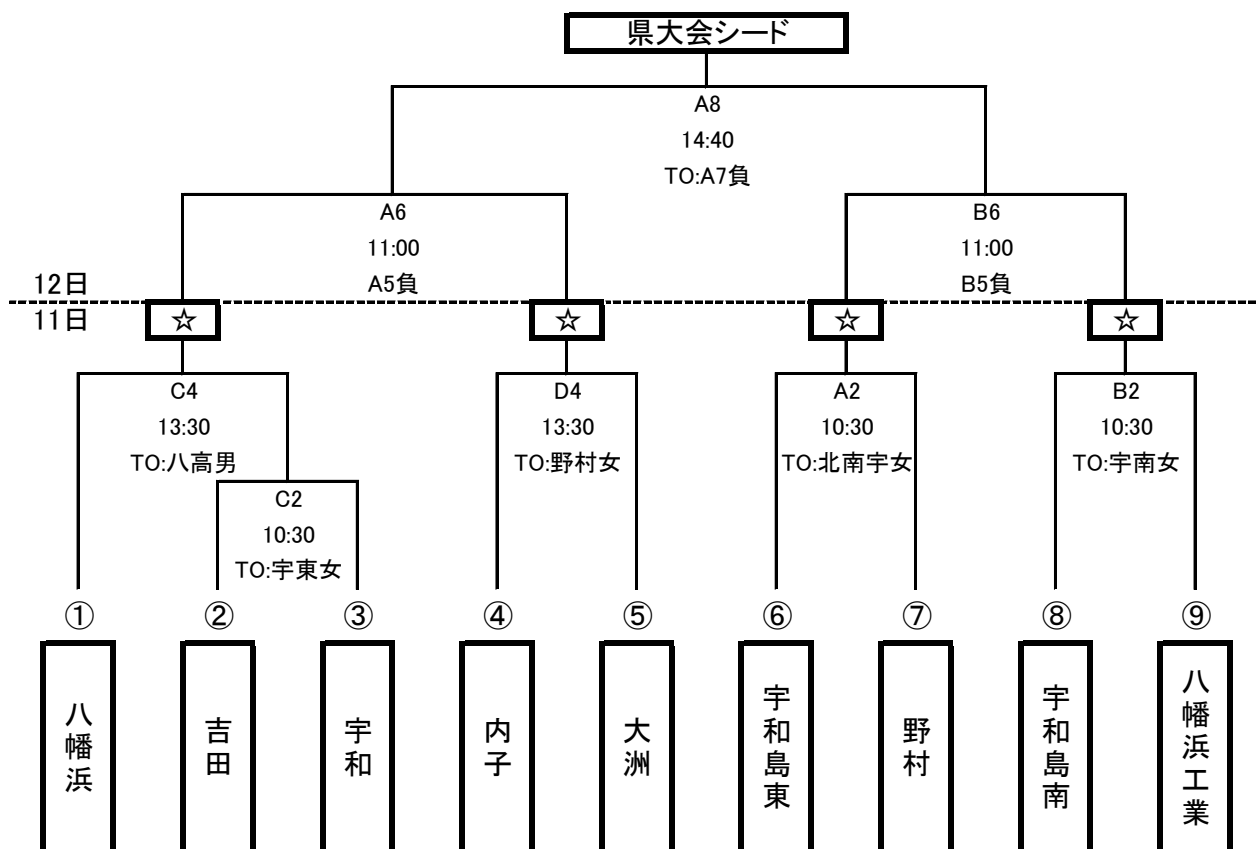 県大会シード
A8
14:40
TO:A7負
A6
B6
11:00
11:00
12日
A5負
B5負
11日
☆
☆
☆
☆
C4
D4
A2
B2
13:30
13:30
10:30
10:30
TO:八高男
TO:野村女
TO:北南宇女
TO:宇南女
C2
10:30
TO:宇東女
①
②
③
④
⑤
⑥
⑦
⑧
⑨
八幡浜
吉田
宇和
内子
大洲
宇和島東
野村
宇和島南
八幡浜工業